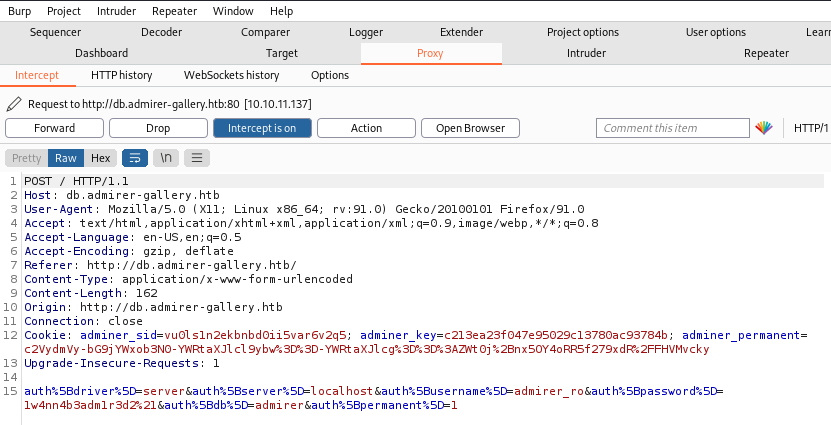 Burp Project Intruder Repeater Window Help
Sequencer Decoder Comparer Logger Extender Project options User options Learn
Dashboard Target Proxy Intruder Repeater
Intercept HTTP history WebSockets history Options
Request to http://db.admirer-gallery.htb:80 [10.10.11.137]
Forward Drop Intercept is on Action Open Browser Comment this item HTTP/1
Pretty Raw Hex \n
1 POST / HTTP/1.1
2 Host: db.admirer-gallery.htb
3 User-Agent: Mozilla/5.0 (X11; Linux x86_64; rv:91.0) Gecko/20100101 Firefox/91.0
4 Accept: text/html,application/xhtml+xml,application/xml;q=0.9,image/webp,*/*;q=0.8
5 Accept-Language: en-US,en;q=0.5
6 Accept-Encoding: gzip, deflate
7 Referer: http://db.admirer-gallery.htb/
8 Content-Type: application/x-www-form-urlencoded
9 Content-Length: 162
10 Origin: http://db.admirer-gallery.htb
11 Connection: close
12 Cookie: adminer_sid=vu0ls1n2ekbnbd0ii5var6v2q5; adminer_key=c213ea23f047e95029c13780ac93784b; adminer_permanent=
c2VydmVy-bG9jYWxob3N0-YWRtaXJlcl9ybw%3D%3D-YWRtaXJlcg%3D%3D%3AZWt0j%2Bnx5OY4oRR5f279xdR%2FFHVMvcky
13 Upgrade-Insecure-Requests: 1
14
15 auth%5Bdriver%5D=server&auth%5Bserver%5D=localhost&auth%5Busername%5D=admirer_ro&auth%5Bpassword%5D=
1w4nn4b3adm1r3d2%21&auth%5Bdb%5D=admirer&auth%5Bpermanent%5D=1